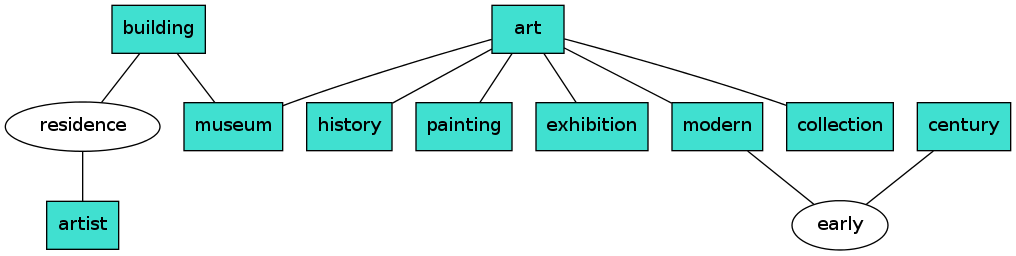 building
art
residence
museum
history
painting
exhibition
modern
collection
century
artist
early